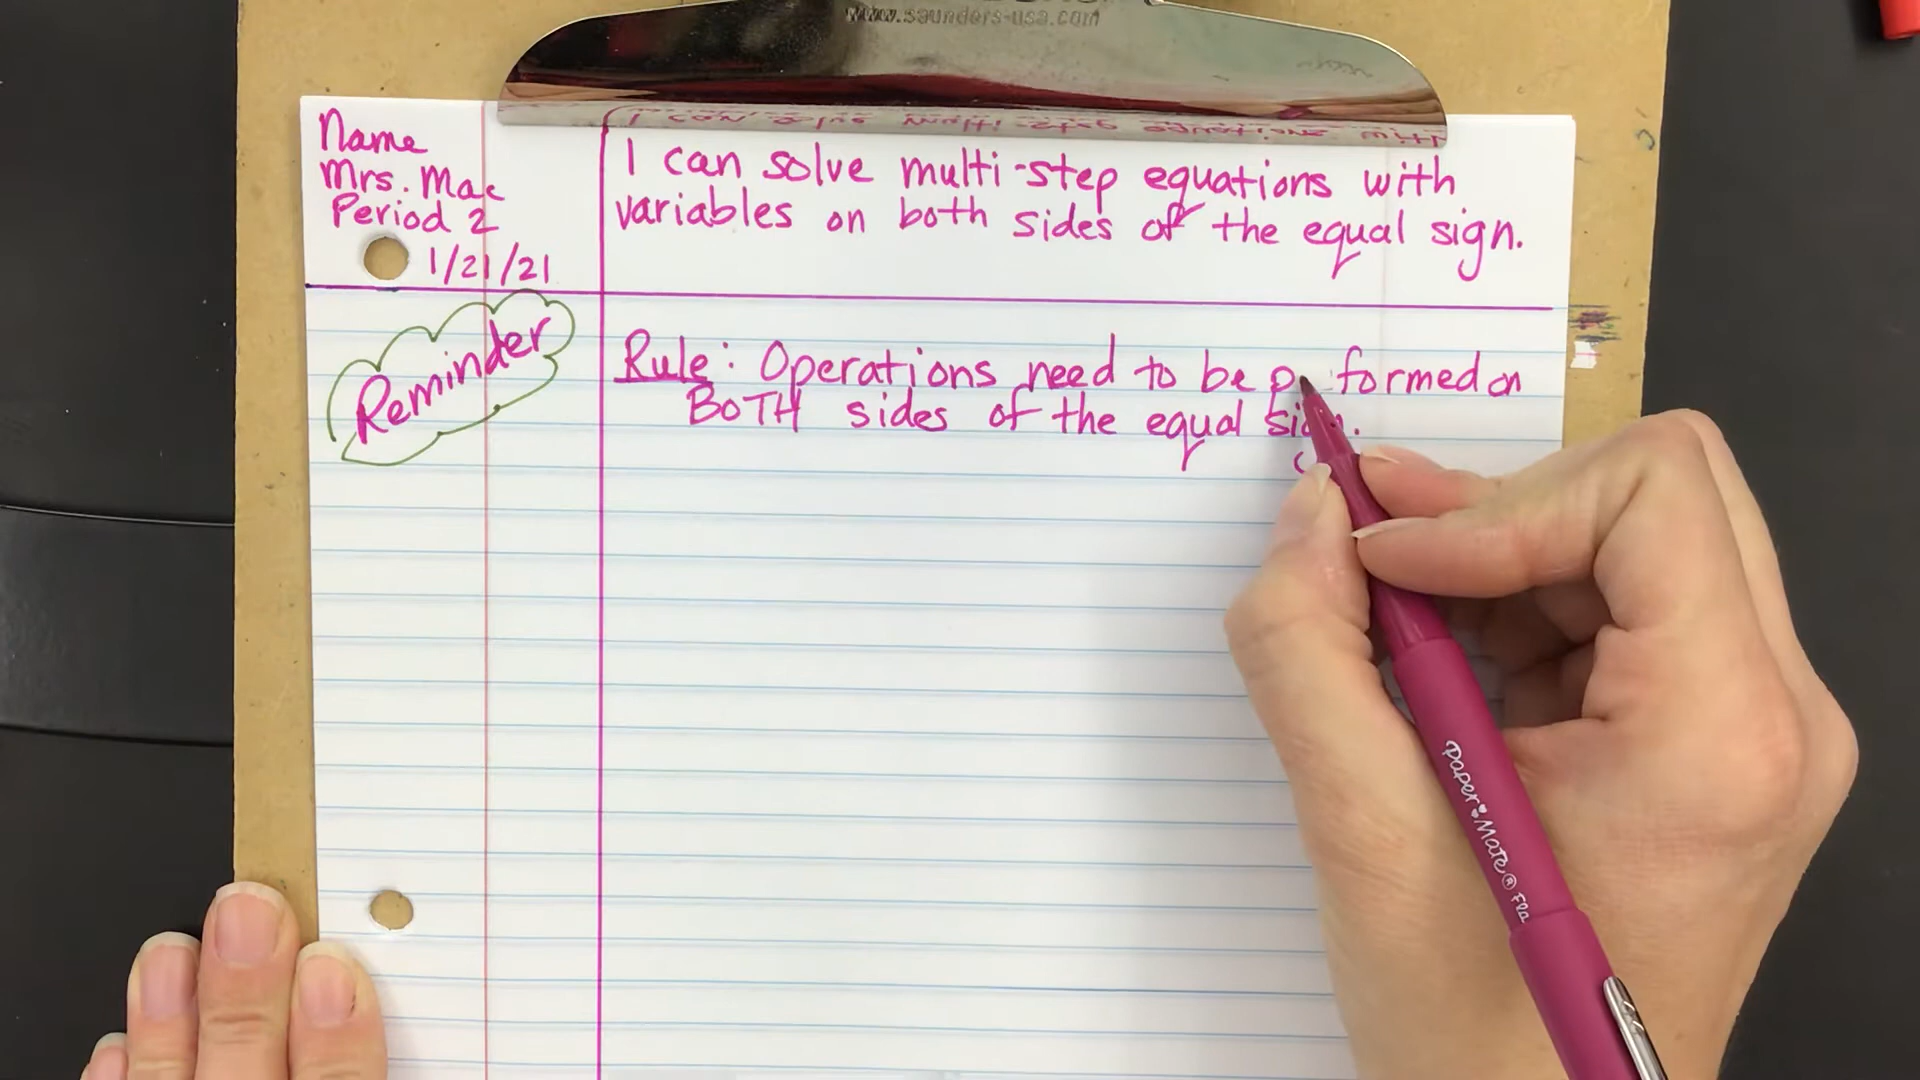 www.saunders-usa.com
Name
Mrs. Mac
Period 2
1/21/21
I can solve multi-step equations with
variables on both sides of the equal sign.
Reminder
Rule: Operations need to be p formed on
BOTH sides of the equal sign.
Paper Mate® Fla